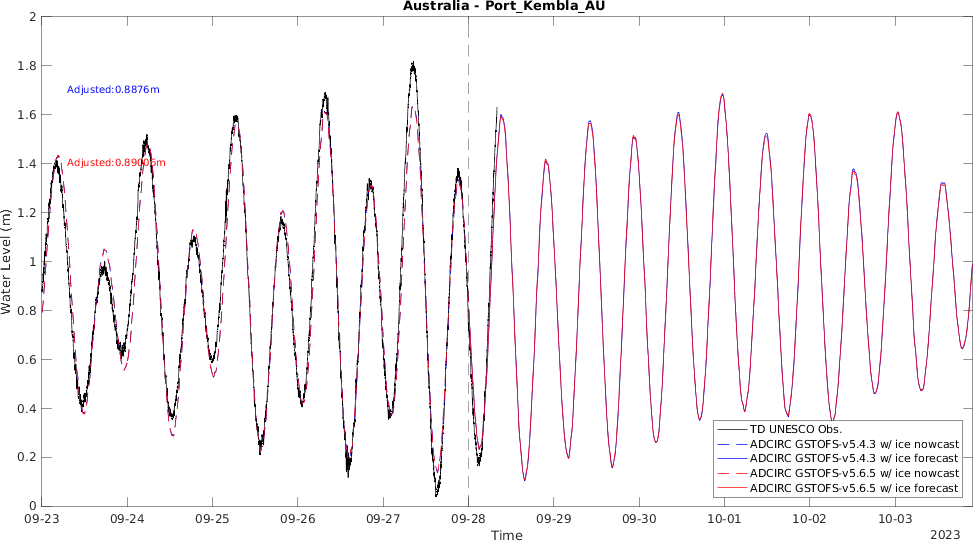 Australia - Port_Kembla_AU
Water Level (m)
2
1.8
1.6
1.4
1.2
1
0.8
0.6
0.4
0.2
0
Adjusted:0.8876m
Adjusted:0.89005m
TD UNESCO Obs.
ADCIRC GSTOFS-v5.4.3 w/ ice nowcast
ADCIRC GSTOFS-v5.4.3 w/ ice forecast
ADCIRC GSTOFS-v5.6.5 w/ ice nowcast
ADCIRC GSTOFS-v5.6.5 w/ ice forecast
09-23 09-24 09-25 09-26 09-27 09-28 09-29 09-30 10-01 10-02 10-03
Time
2023